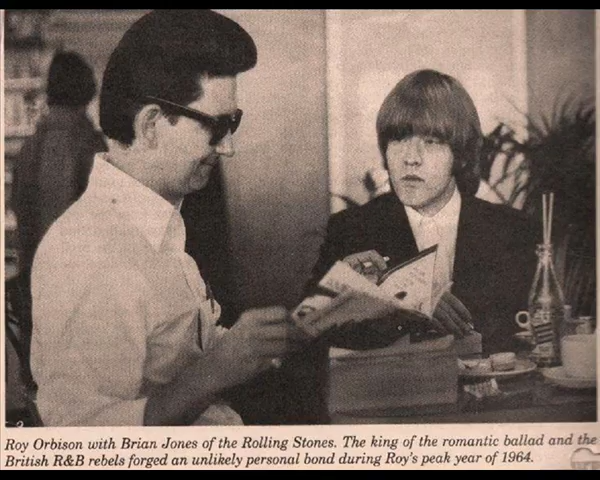 Roy Orbison with Brian Jones of the Rolling Stones. The king of the romantic ballad and the
British R&B rebels forged an unlikely personal bond during Roy's peak year of 1964.